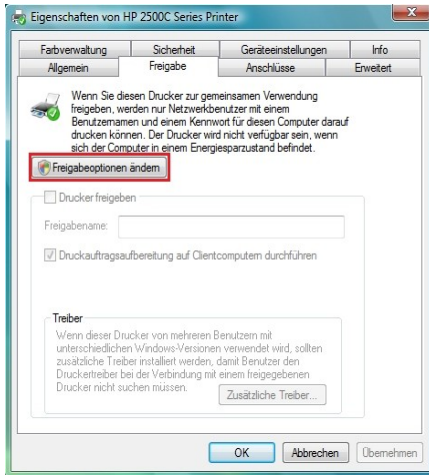 Eigenschaften von HP 2500C Series Printer
Farbverwaltung Sicherheit Geräteeinstellungen Info
Allgemein Freigabe Anschlüsse Erweitert
Wenn Sie diesen Drucker zur gemeinsamen Verwendung
freigeben, werden nur Netzwerkbenutzer mit einem
Benutzernamen und einem Kennwort für diesen Computer darauf
drucken können. Der Drucker wird nicht verfügbar sein, wenn
sich der Computer in einem Energiesparzustand befindet.
Freigabeoptionen ändern
Drucker freigeben
Freigabename:
Druckauftragsaufbereitung auf Clientcomputern durchführen
Treiber
Wenn dieser Drucker von mehreren Benutzern mit
unterschiedlichen Windows-Versionen verwendet wird, sollten
zusätzliche Treiber installiert werden, damit Benutzer den
Druckertreiber bei der Verbindung mit einem freigegebenen
Drucker nicht suchen müssen.
Zusätzliche Treiber...
OK Abbrechen Übernehmen